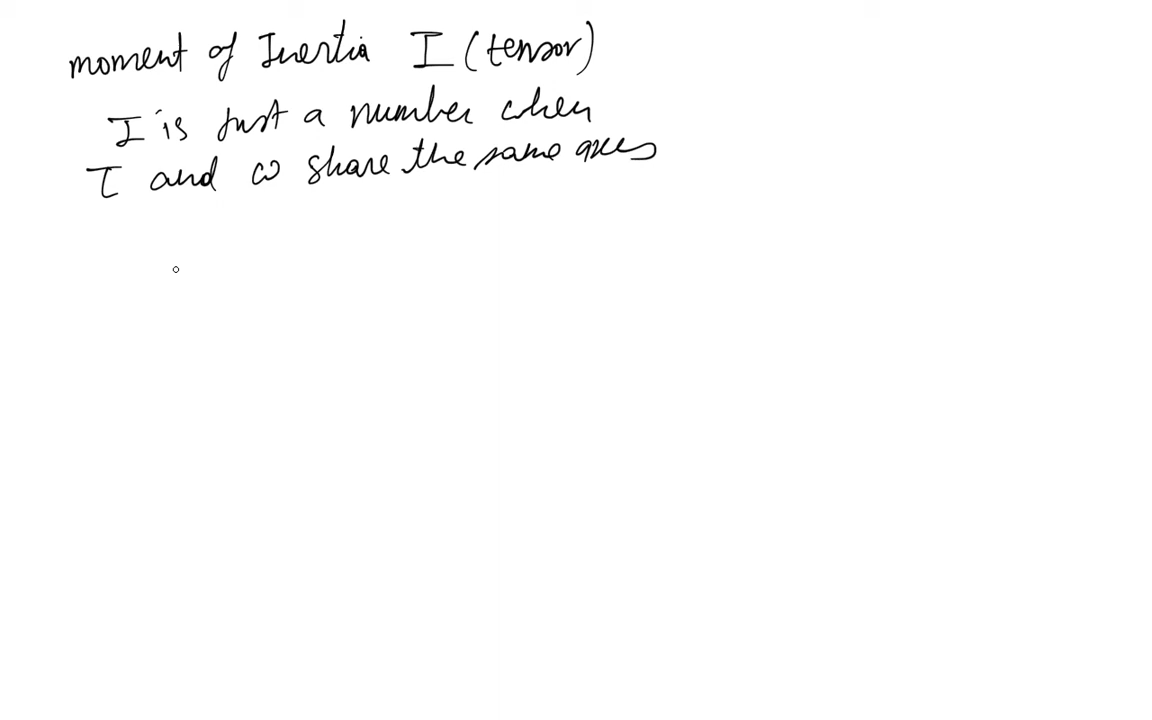 moment of Inertia I (tensor)
I is just a number when
τ and ω share the same axes